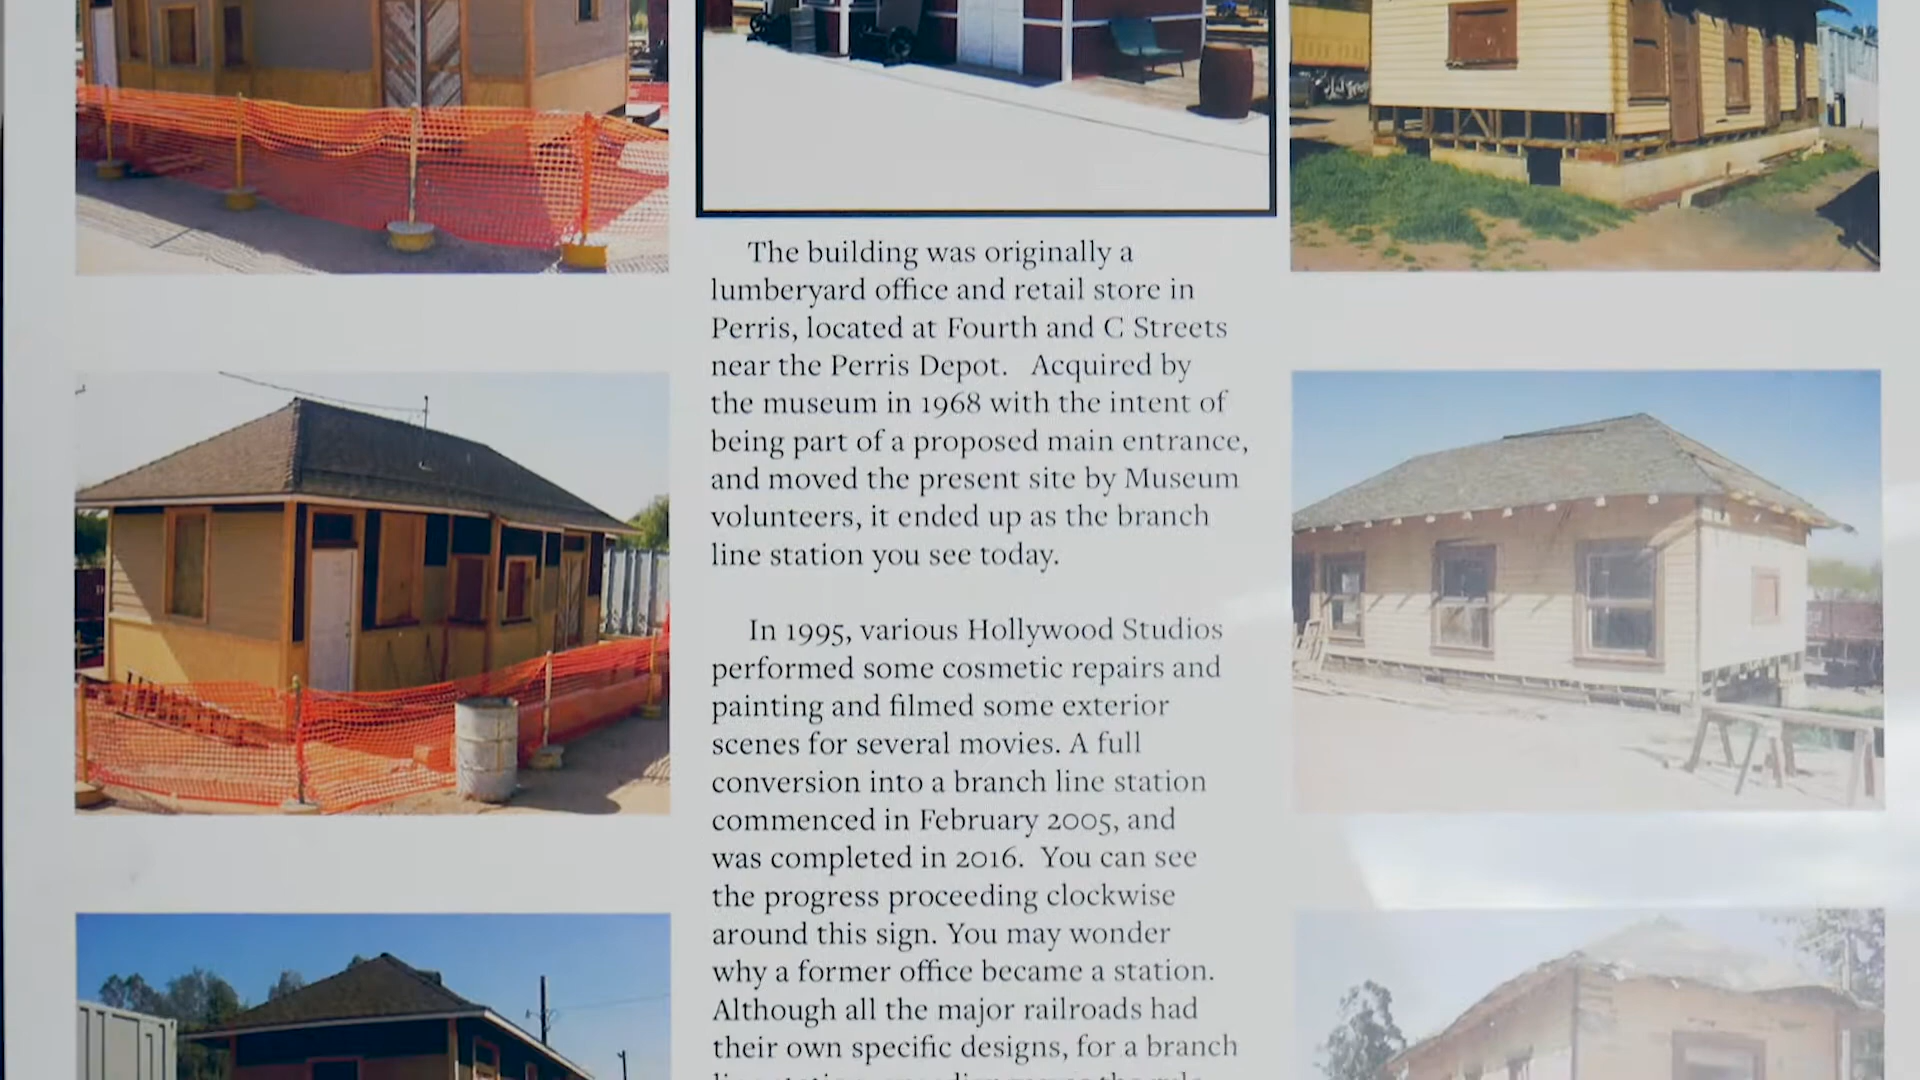 The building was originally a
lumberyard office and retail store in
Perris, located at Fourth and C Streets
near the Perris Depot. Acquired by
the museum in 1968 with the intent of
being part of a proposed main entrance,
and moved the present site by Museum
volunteers, it ended up as the branch
line station you see today.
In 1995, various Hollywood Studios
performed some cosmetic repairs and
painting and filmed some exterior
scenes for several movies. A full
conversion into a branch line station
commenced in February 2005, and
was completed in 2016. You can see
the progress proceeding clockwise
around this sign. You may wonder
why a former office became a station.
Although all the major railroads had
their own specific designs, for a branch